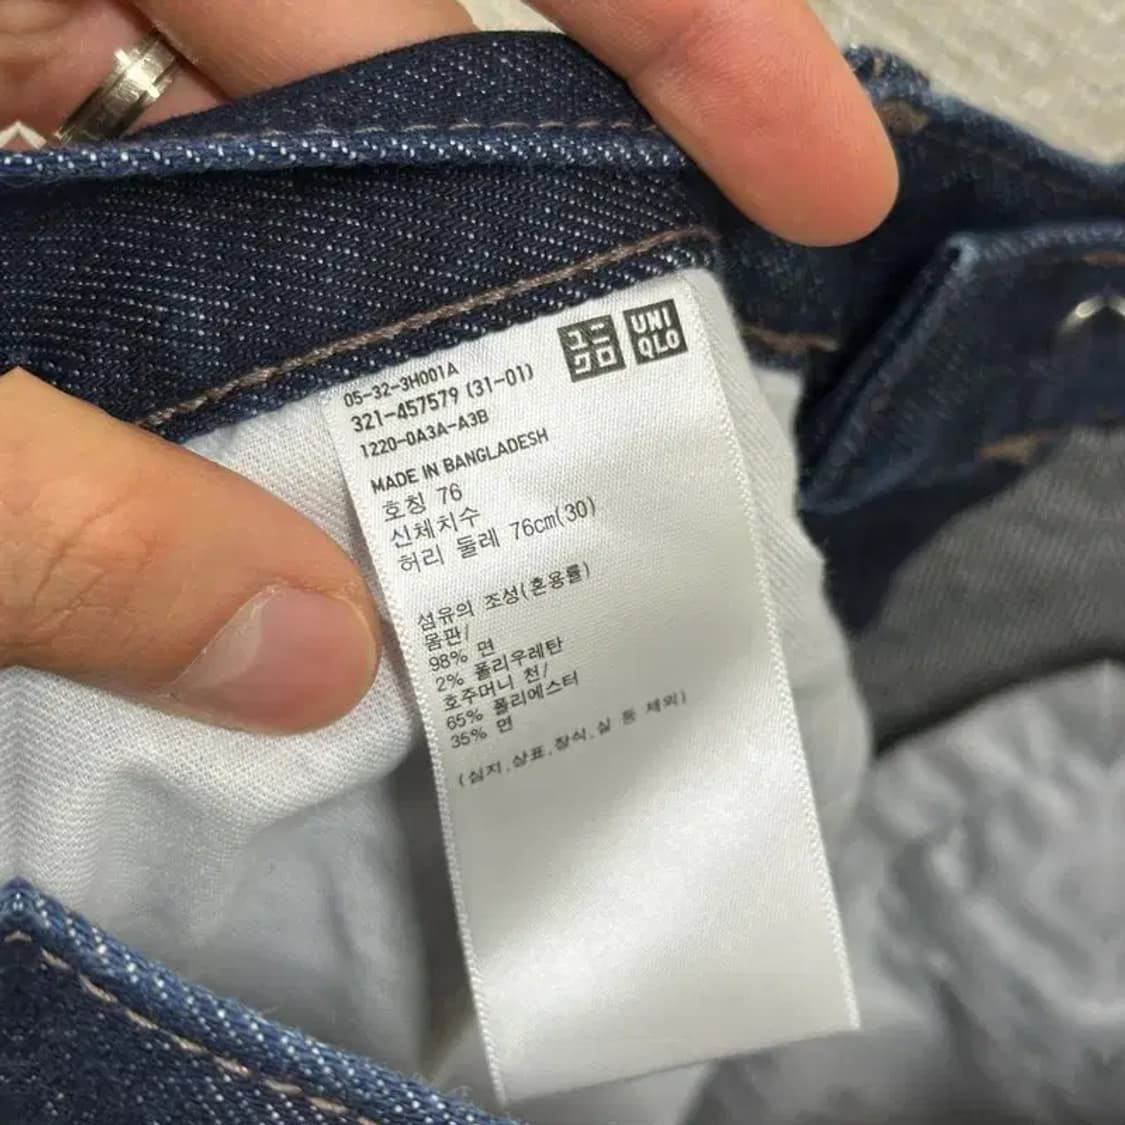 ユニ
クロ
UNI
QLO
05-32-3H001A
321-457579 (31-01)
1220-0A3A-A3B
MADE IN BANGLADESH
호칭 76
신체치수
허리 둘레 76cm(30)
섬유의 조성(혼용률)
몸판/
98% 면
2% 폴리우레탄
호주머니 천/
65% 폴리에스터
35% 면
(심지,상표,장식,실 등 제외)